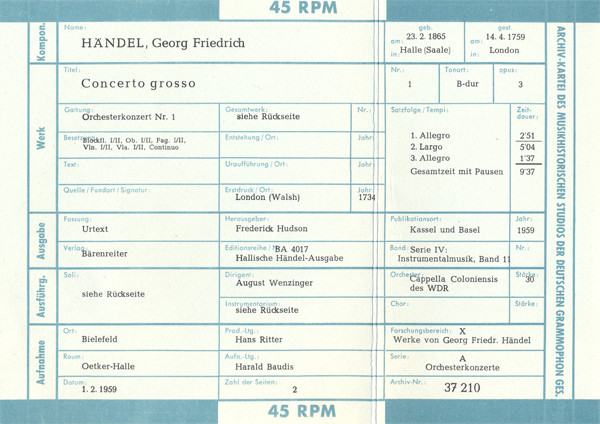 45 RPM
Kompon.
Name:
HÄNDEL, Georg Friedrich
geb.
am: 23. 2. 1865
in: Halle (Saale)
gest.
am: 14. 4. 1759
in: London
Werk
Titel:
Concerto grosso
Nr.:
1
Tonart:
B-dur
opus:
3
Gattung:
Orchesterkonzert Nr. 1
Gesamtwerk:
siehe Rückseite
Nr.:
Satzfolge / Tempi:
Zeit-
dauer:
Blockfl. I/II, Ob. I/II, Fag. I/II,
Vln. I/II, Vla. I/II, Continuo
Entstehung / Ort:
Jahr:
1. Allegro 2'51
2. Largo 5'04
3. Allegro 1'37
Gesamtzeit mit Pausen 9'37
Text:
Uraufführung / Ort:
Jahr:
Quelle / Fundort / Signatur:
Erstdruck / Ort:
London (Walsh)
Jahr:
1734
Ausgabe
Fassung:
Urtext
Herausgeber:
Frederick Hudson
Publikationsort:
Kassel und Basel
Jahr:
1959
Verlag:
Bärenreiter
Editionsreihe /
BA 4017
Hallische Händel-Ausgabe
Band:
Serie IV:
Instrumentalmusik, Band 11
Nr.:
Ausführg.
Soli:
siehe Rückseite
Dirigent:
August Wenzinger
Orchester:
Cappella Coloniensis
des WDR
Stärke:
30
Instrumentarium:
siehe Rückseite
Chor:
Stärke:
Aufnahme
Ort:
Bielefeld
Prod.-Ltg.:
Hans Ritter
Forschungsbereich:
X
Werke von Georg Friedr. Händel
Raum:
Oetker-Halle
Aufn.-Ltg.:
Harald Baudis
Serie:
A
Orchesterkonzerte
Datum:
1. 2. 1959
Zahl der Seiten:
2
Archiv-Nr.:
37 210
ARCHIV-KARTEI DES MUSIKHISTORISCHEN STUDIOS DER DEUTSCHEN GRAMMOPHON GES.
45 RPM